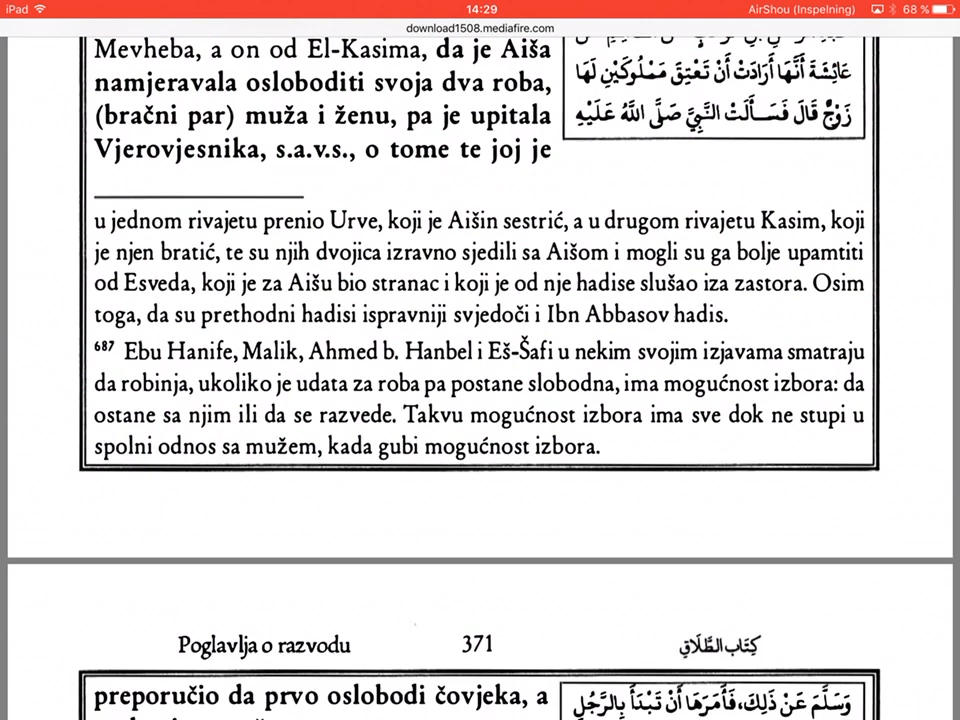 iPad 14:29 AirShou (Inspelning) 68 %
download1508.mediafire.com
Mevheba, a on od El-Kasima, da je Aiša
namjeravala osloboditi svoja dva roba,
(bračni par) muža i ženu, pa je upitala
Vjerovjesnika, s.a.v.s., o tome te joj je
عَائِشَةَ أَنَّهَا أَرَادَتْ أَنْ تَعْتِقَ مَمْلُوكَيْنِ لَهَا
زَوْجٌ قَالَ فَسَأَلَتْ النَّبِيَّ صَلَّى اللَّهُ عَلَيْهِ
u jednom rivajetu prenio Urve, koji je Aišin sestrić, a u drugom rivajetu Kasim, koji
je njen bratić, te su njih dvojica izravno sjedili sa Aišom i mogli su ga bolje upamtiti
od Esveda, koji je za Aišu bio stranac i koji je od nje hadise slušao iza zastora. Osim
toga, da su prethodni hadisi ispravniji svjedoči i Ibn Abbasov hadis.
687 Ebu Hanife, Malik, Ahmed b. Hanbel i Eš-Šafi u nekim svojim izjavama smatraju
da robinja, ukoliko je udata za roba pa postane slobodna, ima mogućnost izbora: da
ostane sa njim ili da se razvede. Takvu mogućnost izbora ima sve dok ne stupi u
spolni odnos sa mužem, kada gubi mogućnost izbora.
Poglavlja o razvodu 371 كِتَاب الطَّلَاقِ
preporučio da prvo oslobodi čovjeka, a
وَسَلَّمَ عَنْ ذَلِكَ، فَأَمَرَهَا أَنْ تَبْدَأَ بِالرَّجُلِ